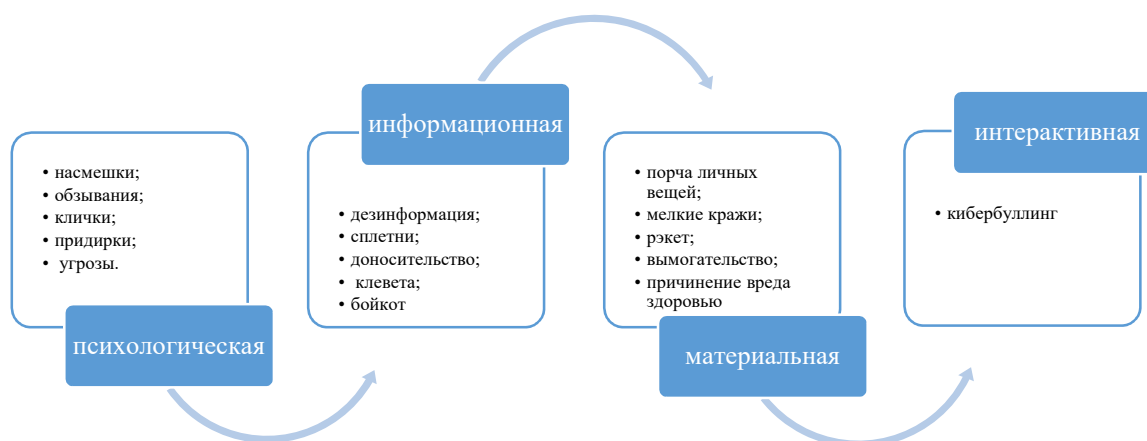 • насмешки;
• обзывания;
• клички;
• придирки;
• угрозы.
психологическая
информационная
• дезинформация;
• сплетни;
• доносительство;
• клевета;
• бойкот
• порча личных
вещей;
• мелкие кражи;
• рэкет;
• вымогательство;
• причинение вреда
здоровью
материальная
интерактивная
• кибербуллинг